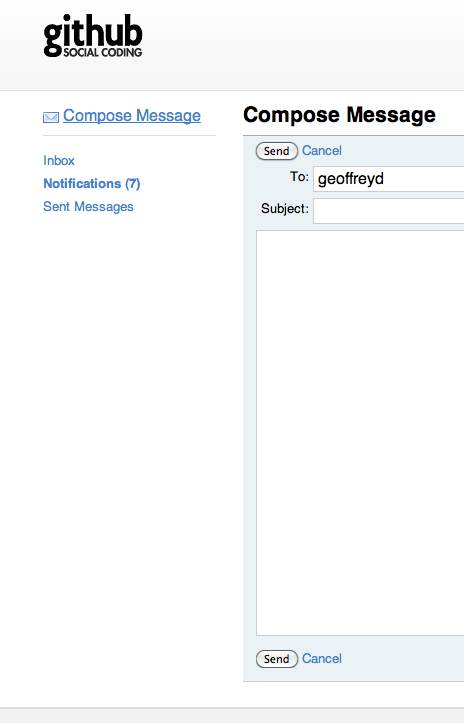 github
SOCIAL CODING
Compose Message
Inbox
Notifications (7)
Sent Messages
Compose Message
Send Cancel
To: geoffreyd
Subject:
Send Cancel